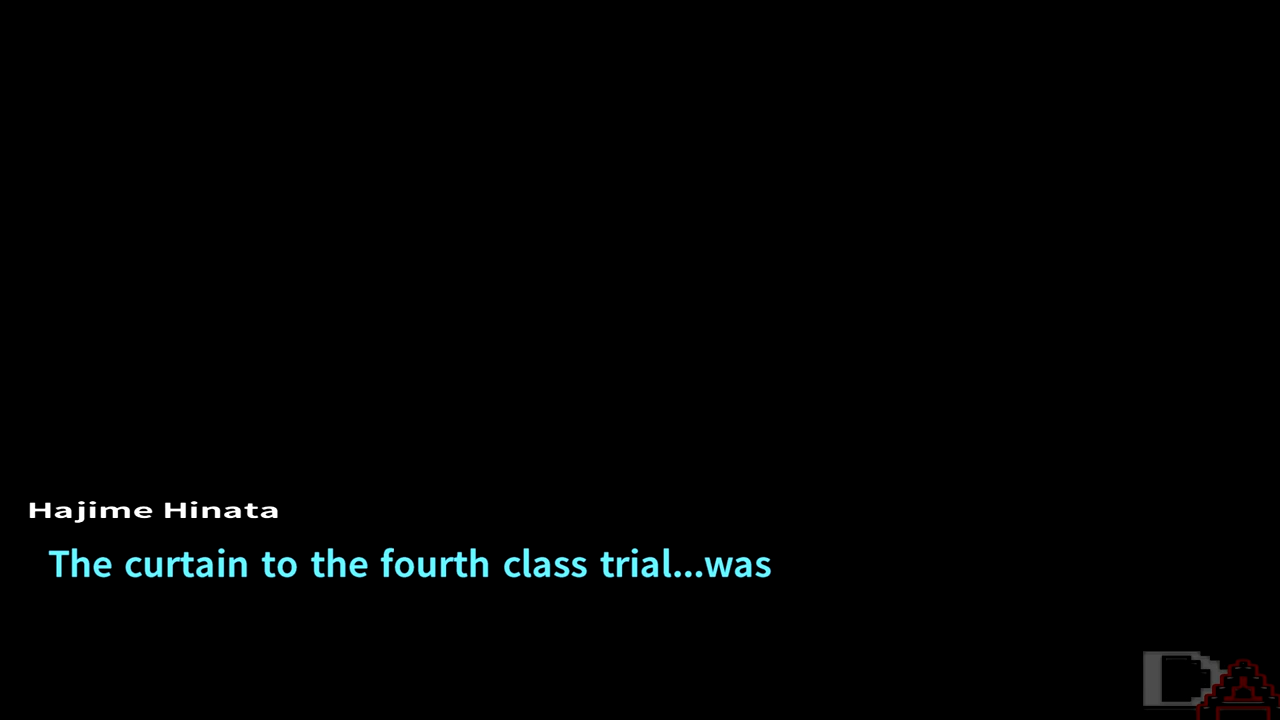 Hajime Hinata
The curtain to the fourth class trial...was